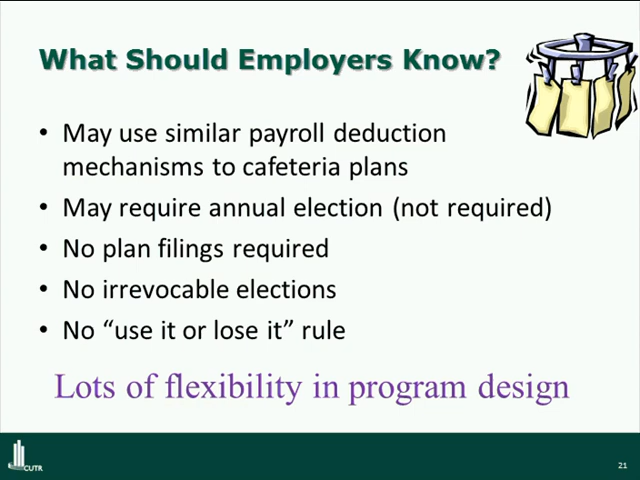 What Should Employers Know?
• May use similar payroll deduction
mechanisms to cafeteria plans
• May require annual election (not required)
• No plan filings required
• No irrevocable elections
• No “use it or lose it” rule
Lots of flexibility in program design
CUTR
21